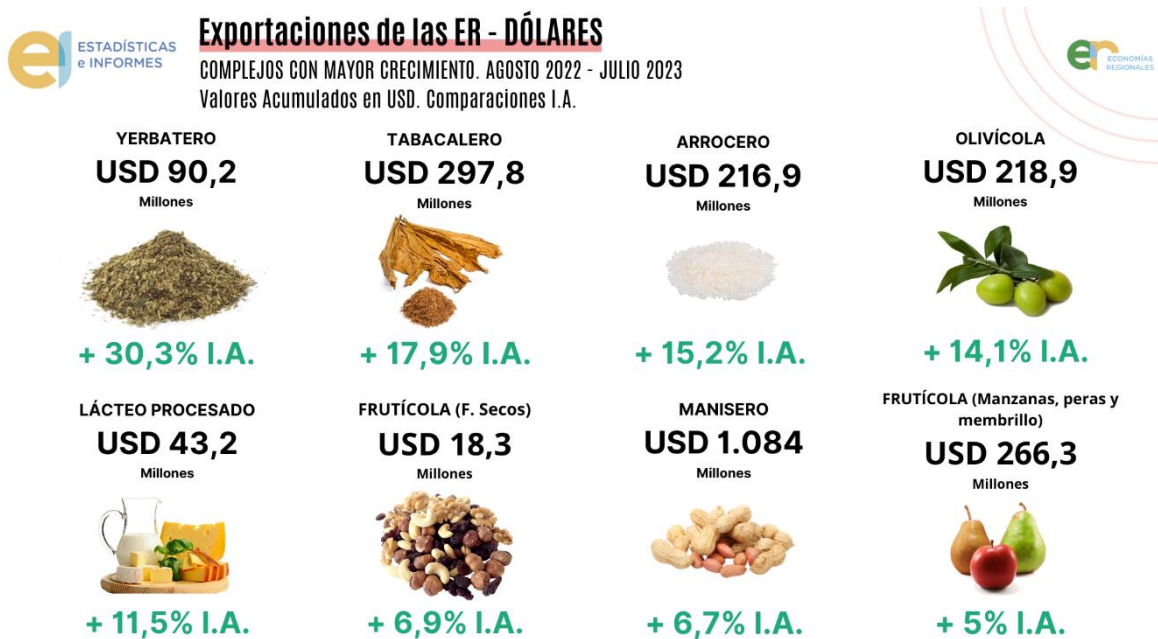 ESTADÍSTICAS
e INFORMES
Exportaciones de las ER - DÓLARES
COMPLEJOS CON MAYOR CRECIMIENTO. AGOSTO 2022 - JULIO 2023
Valores Acumulados en USD. Comparaciones I.A.
er ECONOMÍAS
REGIONALES
YERBATERO
USD 90,2
Millones
+ 30,3% I.A.
TABACALERO
USD 297,8
Millones
+ 17,9% I.A.
ARROCERO
USD 216,9
Millones
+ 15,2% I.A.
OLIVÍCOLA
USD 218,9
Millones
+ 14,1% I.A.
LÁCTEO PROCESADO
USD 43,2
Millones
+ 11,5% I.A.
FRUTÍCOLA (F. Secos)
USD 18,3
Millones
+ 6,9% I.A.
MANISERO
USD 1.084
Millones
+ 6,7% I.A.
FRUTÍCOLA (Manzanas, peras y
membrillo)
USD 266,3
Millones
+ 5% I.A.